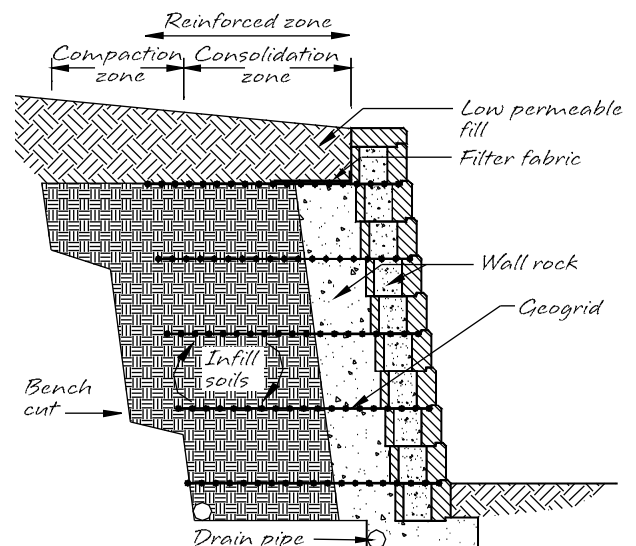 Reinforced zone
Compaction
zone
Consolidation
zone
Low permeable
fill
Filter fabric
Wall rock
Geogrid
Infill
soils
Bench
cut
Drain pipe